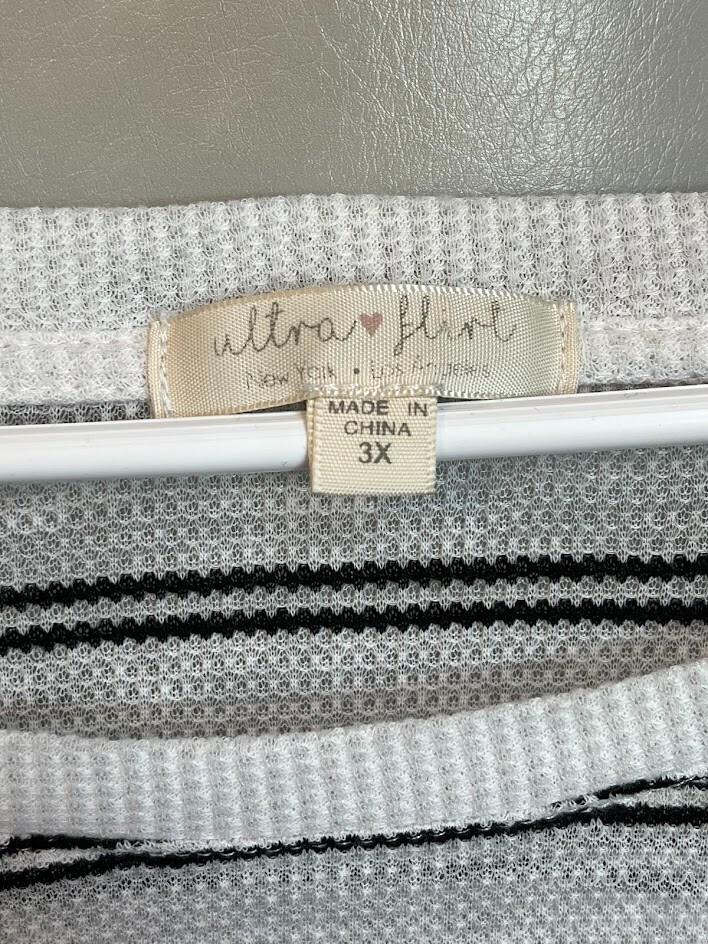 ultra flirt
New York • Los Angeles
MADE IN
CHINA
3X